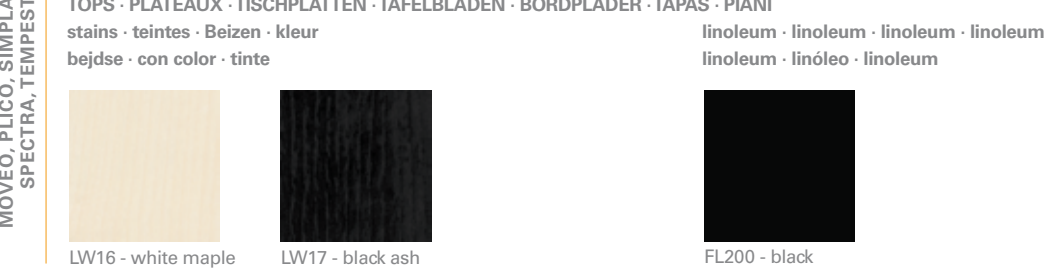 TOPS · PLATEAUX · TISCHPLATTEN · TAFELBLADEN · BORDPLADER · TAPAS · PIANI
stains · teintes · Beizen · kleur
bejdse · con color · tinte
linoleum · linoleum · linoleum · linoleum
linoleum · linóleo · linoleum
LW16 - white maple
LW17 - black ash
FL200 - black
MOVEO, PLICO, SIMPLA
SPECTRA, TEMPEST